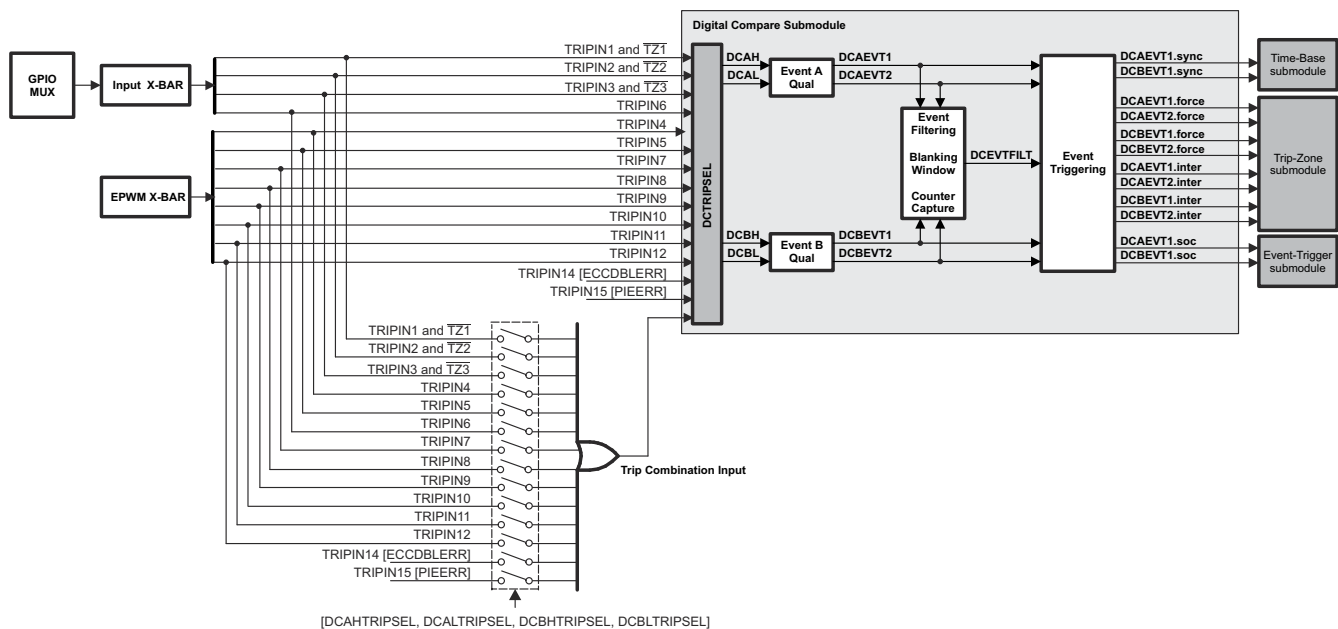 Digital Compare Submodule
GPIO
MUX
Input X-BAR
EPWM X-BAR
TRIPIN1 and TZ1
TRIPIN2 and TZ2
TRIPIN3 and TZ3
TRIPIN6
TRIPIN4
TRIPIN5
TRIPIN7
TRIPIN8
TRIPIN9
TRIPIN10
TRIPIN11
TRIPIN12
TRIPIN14 [ECCDBLERR]
TRIPIN15 [PIEERR]
DCTRIPSEL
DCAH
DCAL
Event A
Qual
DCAEVT1
DCAEVT2
DCBH
DCBL
Event B
Qual
DCBEVT1
DCBEVT2
Event
Filtering
Blanking
Window
Counter
Capture
DCEVTFILT
Event
Triggering
DCAEVT1.sync
DCBEVT1.sync
DCAEVT1.force
DCAEVT2.force
DCBEVT1.force
DCBEVT2.force
DCAEVT1.inter
DCAEVT2.inter
DCBEVT1.inter
DCBEVT2.inter
DCAEVT1.soc
DCBEVT1.soc
Time-Base
submodule
Trip-Zone
submodule
Event-Trigger
submodule
TRIPIN1 and TZ1
TRIPIN2 and TZ2
TRIPIN3 and TZ3
TRIPIN4
TRIPIN5
TRIPIN6
TRIPIN7
TRIPIN8
TRIPIN9
TRIPIN10
TRIPIN11
TRIPIN12
TRIPIN14 [ECCDBLERR]
TRIPIN15 [PIEERR]
Trip Combination Input
[DCAHTRIPSEL, DCALTRIPSEL, DCBHTRIPSEL, DCBLTRIPSEL]